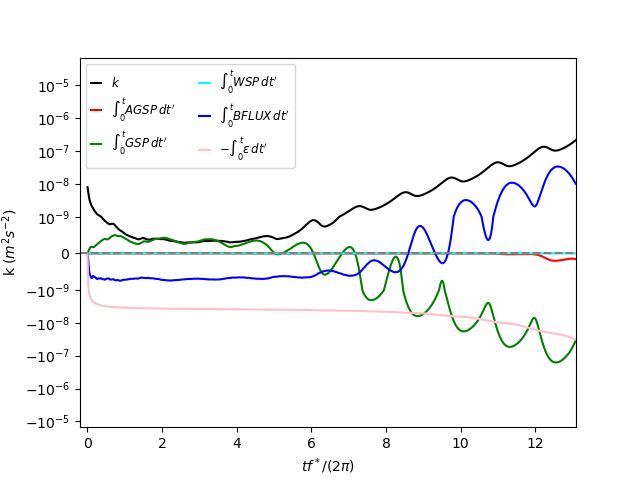 k (m²s⁻²)
10⁻⁵
10⁻⁶
10⁻⁷
10⁻⁸
10⁻⁹
0
−10⁻⁹
−10⁻⁸
−10⁻⁷
−10⁻⁶
−10⁻⁵
k
∫₀ᵗAGSP dt′
∫₀ᵗGSP dt′
∫₀ᵗWSP dt′
∫₀ᵗBFLUX dt′
−∫₀ᵗε dt′
0 2 4 6 8 10 12
tf*/(2π)